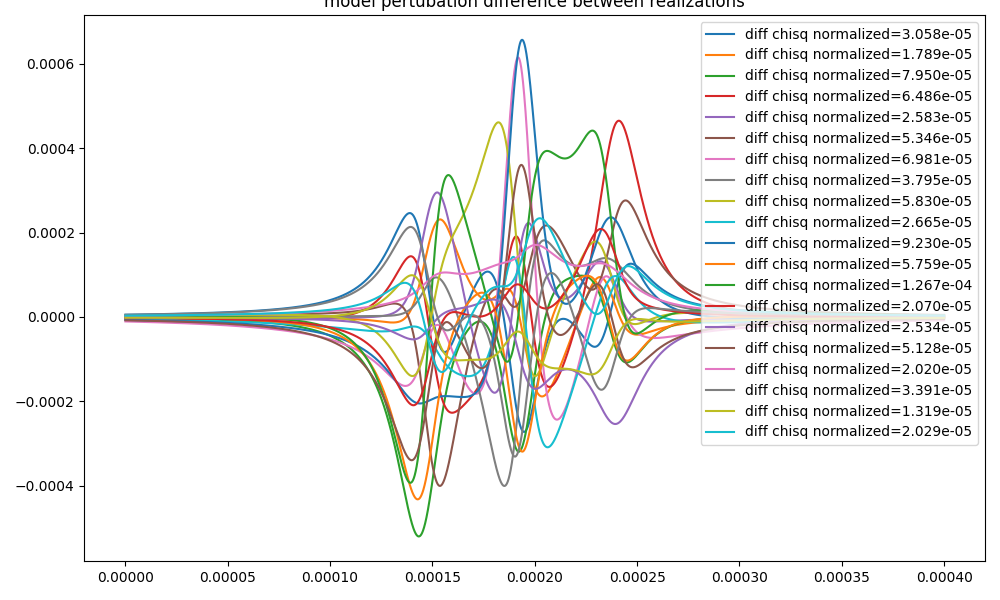 model pertubation difference between realizations
0.0006
0.0004
0.0002
0.0000
−0.0002
−0.0004
0.00000
0.00005
0.00010
0.00015
0.00020
0.00025
0.00030
0.00035
0.00040
diff chisq normalized=3.058e-05
diff chisq normalized=1.789e-05
diff chisq normalized=7.950e-05
diff chisq normalized=6.486e-05
diff chisq normalized=2.583e-05
diff chisq normalized=5.346e-05
diff chisq normalized=6.981e-05
diff chisq normalized=3.795e-05
diff chisq normalized=5.830e-05
diff chisq normalized=2.665e-05
diff chisq normalized=9.230e-05
diff chisq normalized=5.759e-05
diff chisq normalized=1.267e-04
diff chisq normalized=2.770e-05
diff chisq normalized=2.534e-05
diff chisq normalized=5.128e-05
diff chisq normalized=2.020e-05
diff chisq normalized=3.391e-05
diff chisq normalized=1.319e-05
diff chisq normalized=2.029e-05